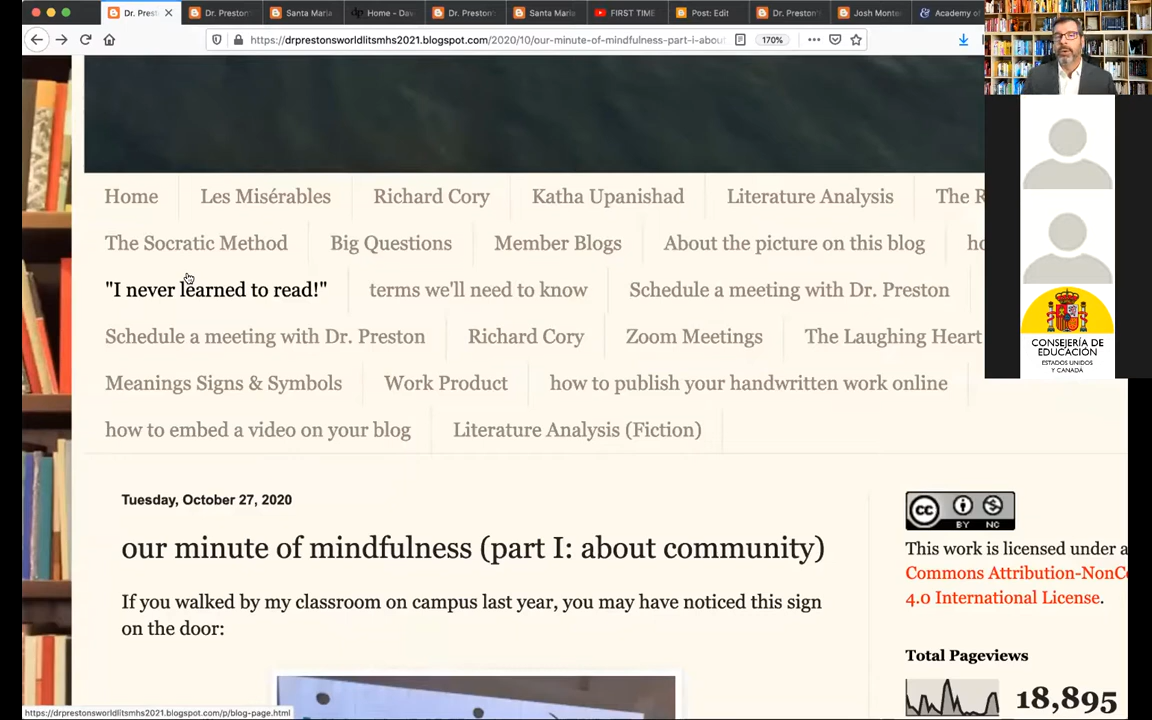 Dr. Prest
Dr. Preston'
Santa Maria
Home - Dav
Dr. Preston'
Santa Maria
FIRST TIME
Post: Edit
Dr. Preston'
Josh Monte
Academy of
https://drprestonsworldlitsmhs2021.blogspot.com/2020/10/our-minute-of-mindfulness-part-i-about
170%
Home
Les Misérables
Richard Cory
Katha Upanishad
Literature Analysis
The R
The Socratic Method
Big Questions
Member Blogs
About the picture on this blog
ho
"I never learned to read!"
terms we'll need to know
Schedule a meeting with Dr. Preston
Schedule a meeting with Dr. Preston
Richard Cory
Zoom Meetings
The Laughing Heart
Meanings Signs & Symbols
Work Product
how to publish your handwritten work online
how to embed a video on your blog
Literature Analysis (Fiction)
CONSEJERÍA DE
EDUCACIÓN
ESTADOS UNIDOS
Y CANADÁ
Tuesday, October 27, 2020
our minute of mindfulness (part I: about community)
If you walked by my classroom on campus last year, you may have noticed this sign
on the door:
cc
BY NC
This work is licensed under a
Commons Attribution-NonC
4.0 International License.
Total Pageviews
18,895
https://drprestonsworldlitsmhs2021.blogspot.com/p/blog-page.html